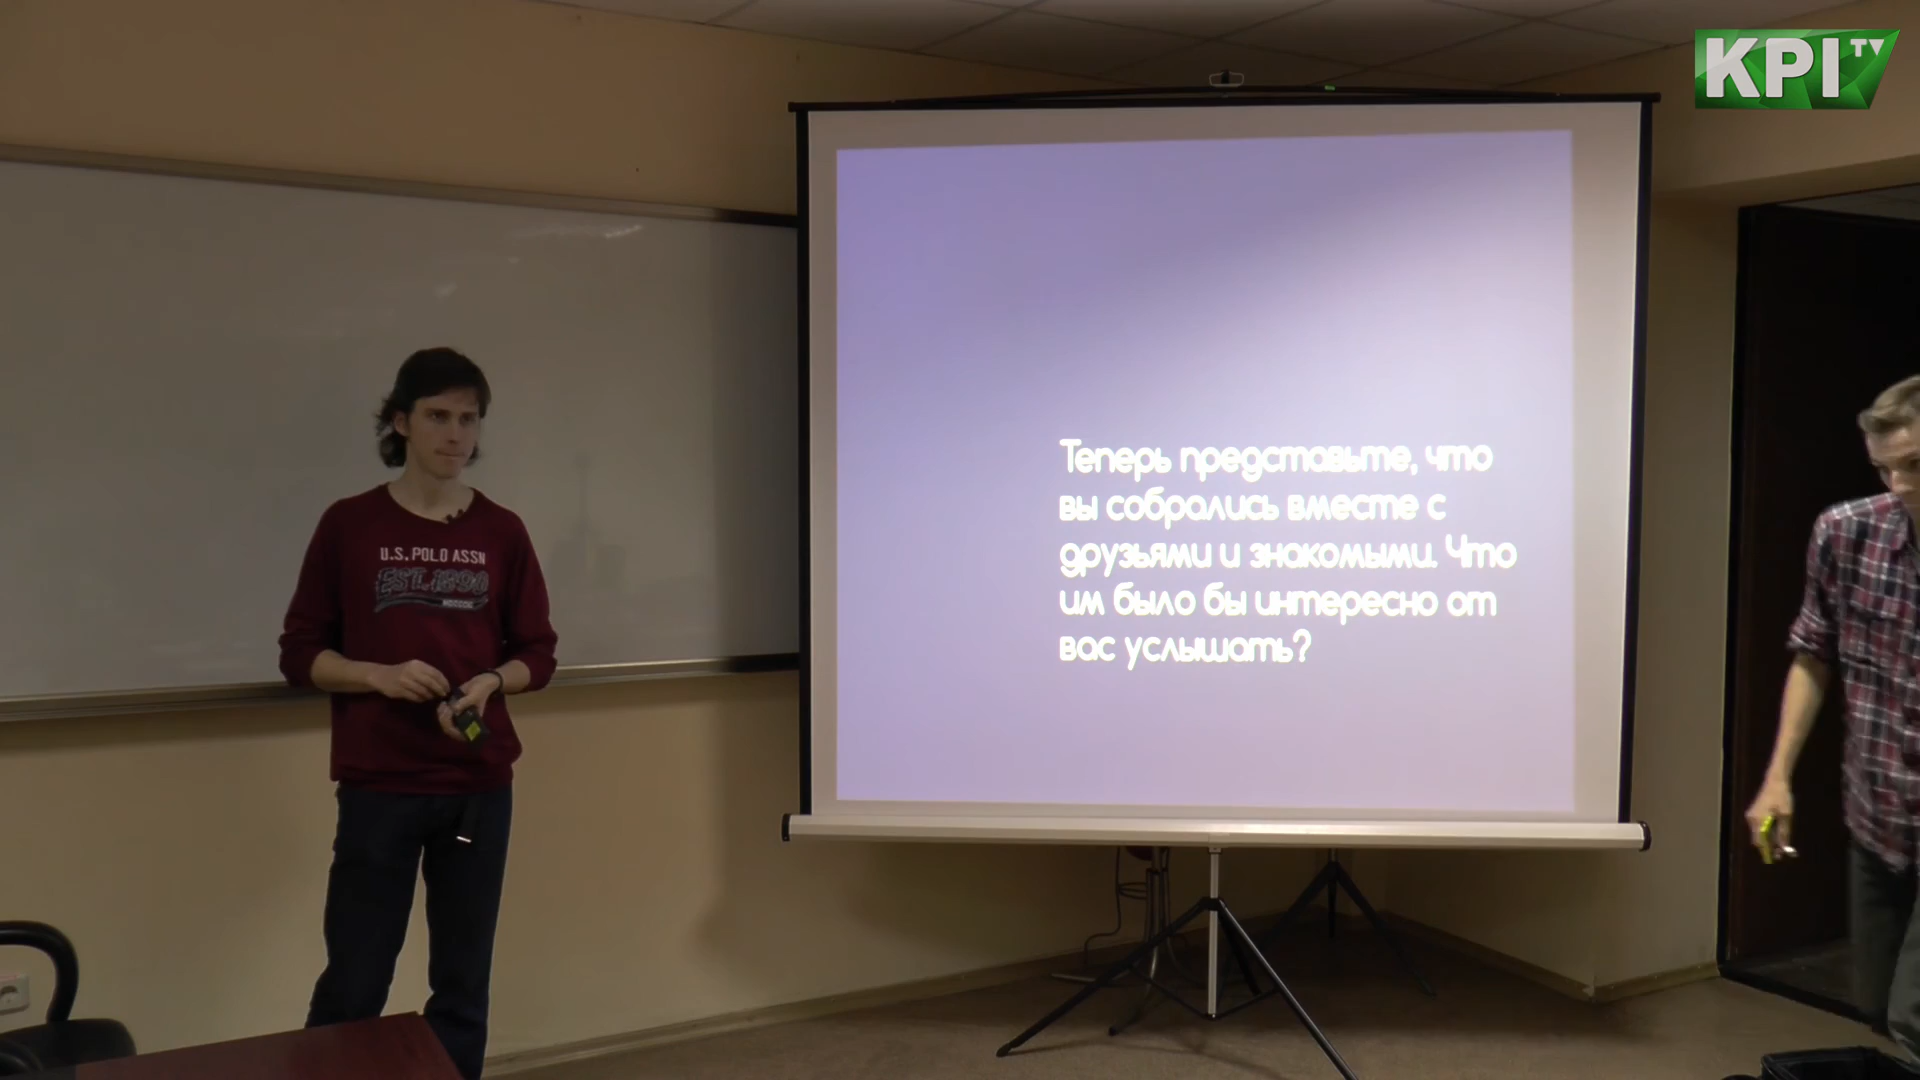 KPI TV
Теперь представьте, что
вы собрались вместе с
друзьями и знакомыми. Что
им было бы интересно от
вас услышать?
U.S. POLO ASSN
EST. 1890